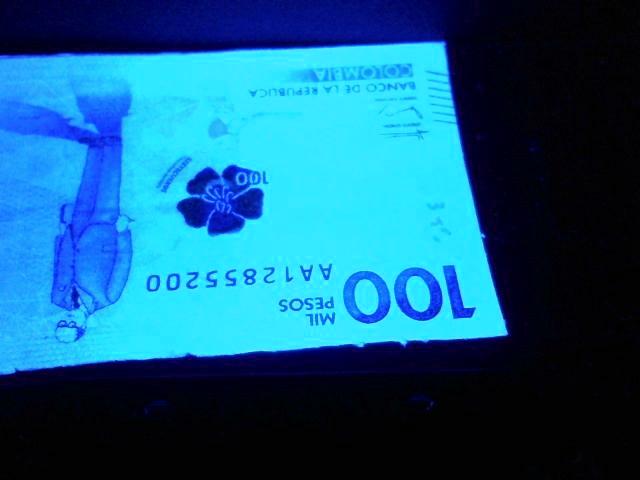 100 MIL
PESOS
AA12855200
100
BANCO DE LA REPUBLICA
COLOMBIA